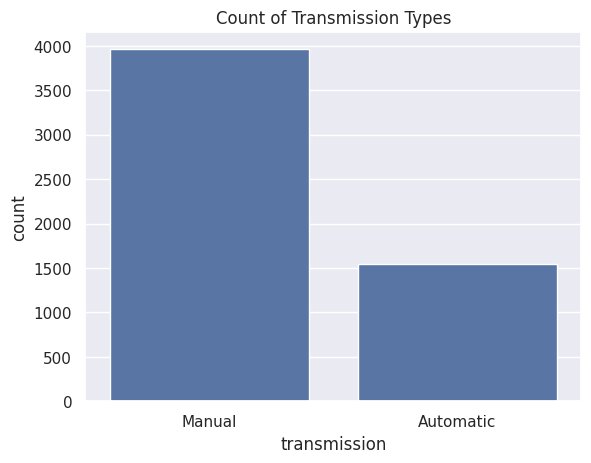 Count of Transmission Types
count
4000
3500
3000
2500
2000
1500
1000
500
0
Manual Automatic
transmission